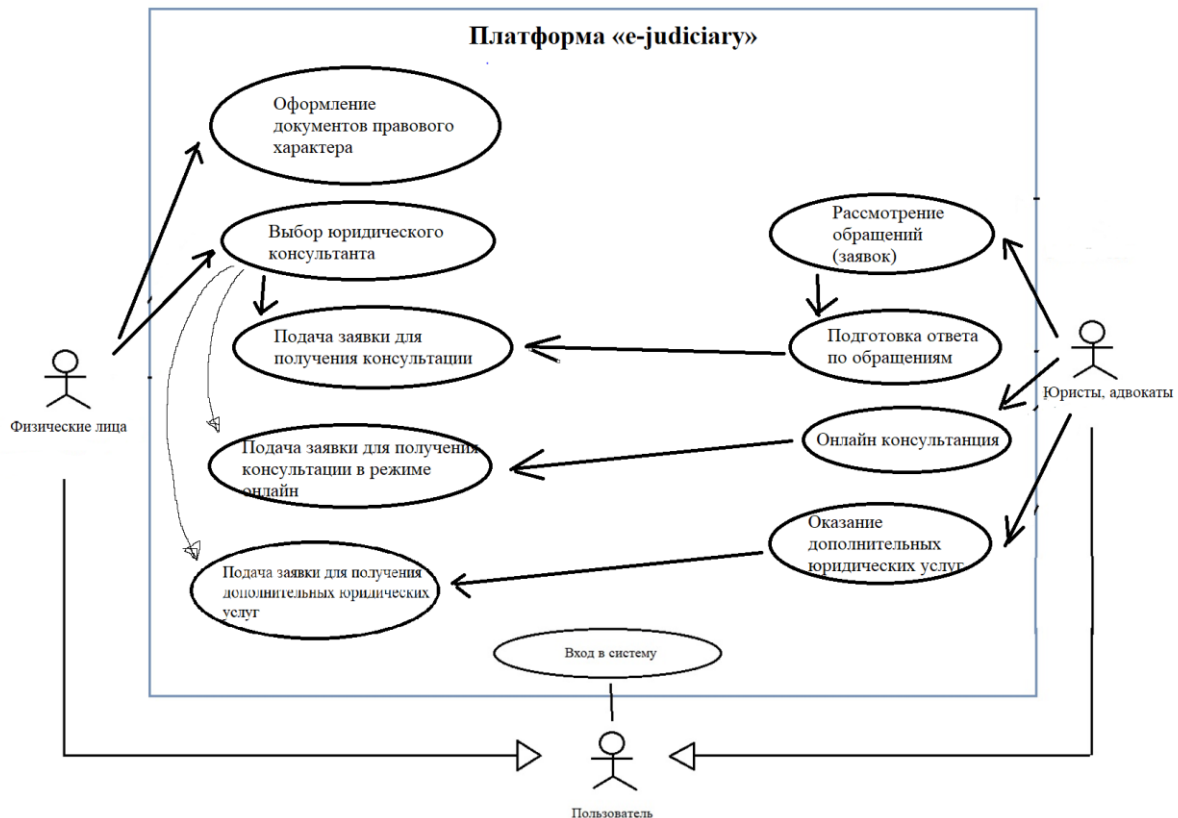 Платформа «e-judiciary»
Оформление
документов правового
характера
Выбор юридического
консультанта
Рассмотрение
обращений
(заявок)
Подача заявки для
получения консультации
Подготовка ответа
по обращениям
Физические лица
Юристы, адвокаты
Подача заявки для получения
консультации в режиме
онлайн
Онлайн консультанция
Оказание
дополнительных
юридических услуг
Подача заявки для получения
дополнительных юридических
услуг
Вход в систему
Пользователь